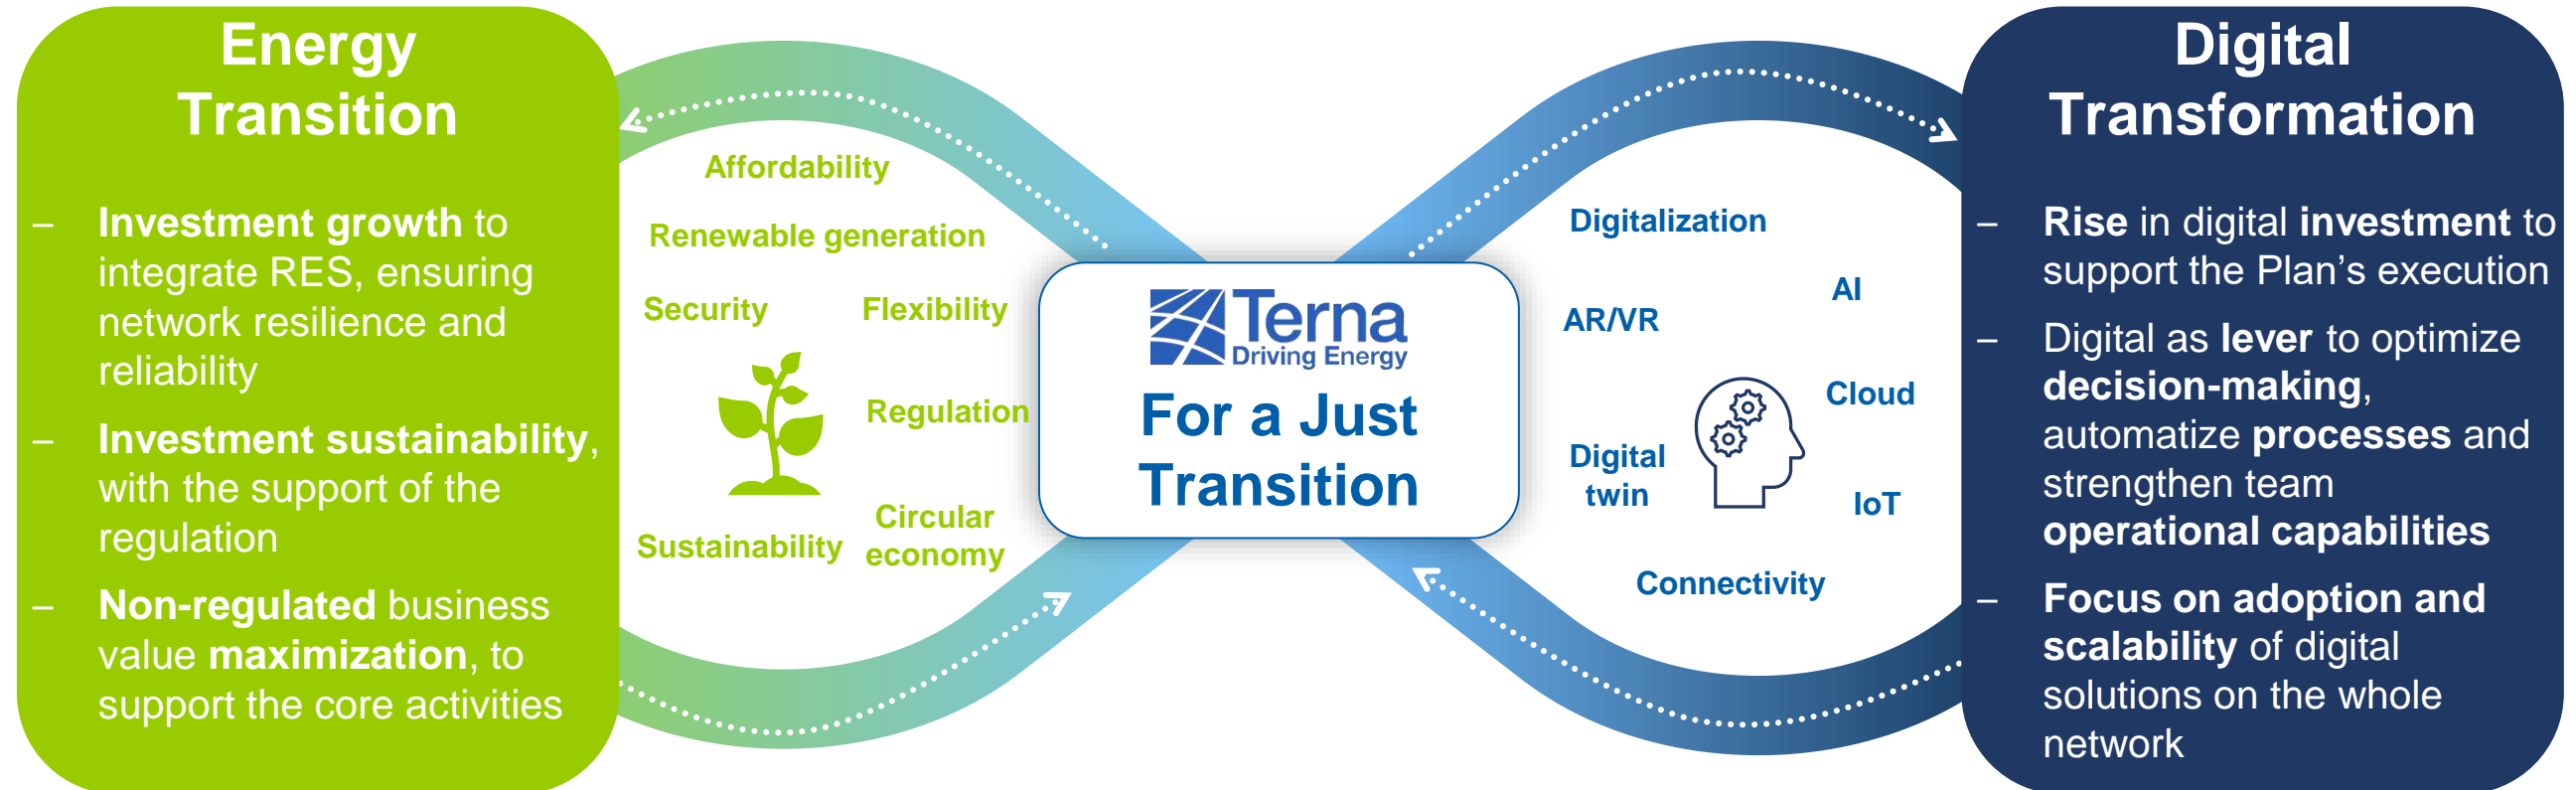 Energy
Transition
– Investment growth to
integrate RES, ensuring
network resilience and
reliability
– Investment sustainability,
with the support of the
regulation
– Non-regulated business
value maximization, to
support the core activities
Affordability
Renewable generation
Security
Flexibility
Regulation
Circular
economy
Sustainability
Terna
Driving Energy
For a Just
Transition
Digitalization
AI
AR/VR
Cloud
Digital
twin
IoT
Connectivity
Digital
Transformation
– Rise in digital investment to
support the Plan’s execution
– Digital as lever to optimize
decision-making,
automatize processes and
strengthen team
operational capabilities
– Focus on adoption and
scalability of digital
solutions on the whole
network